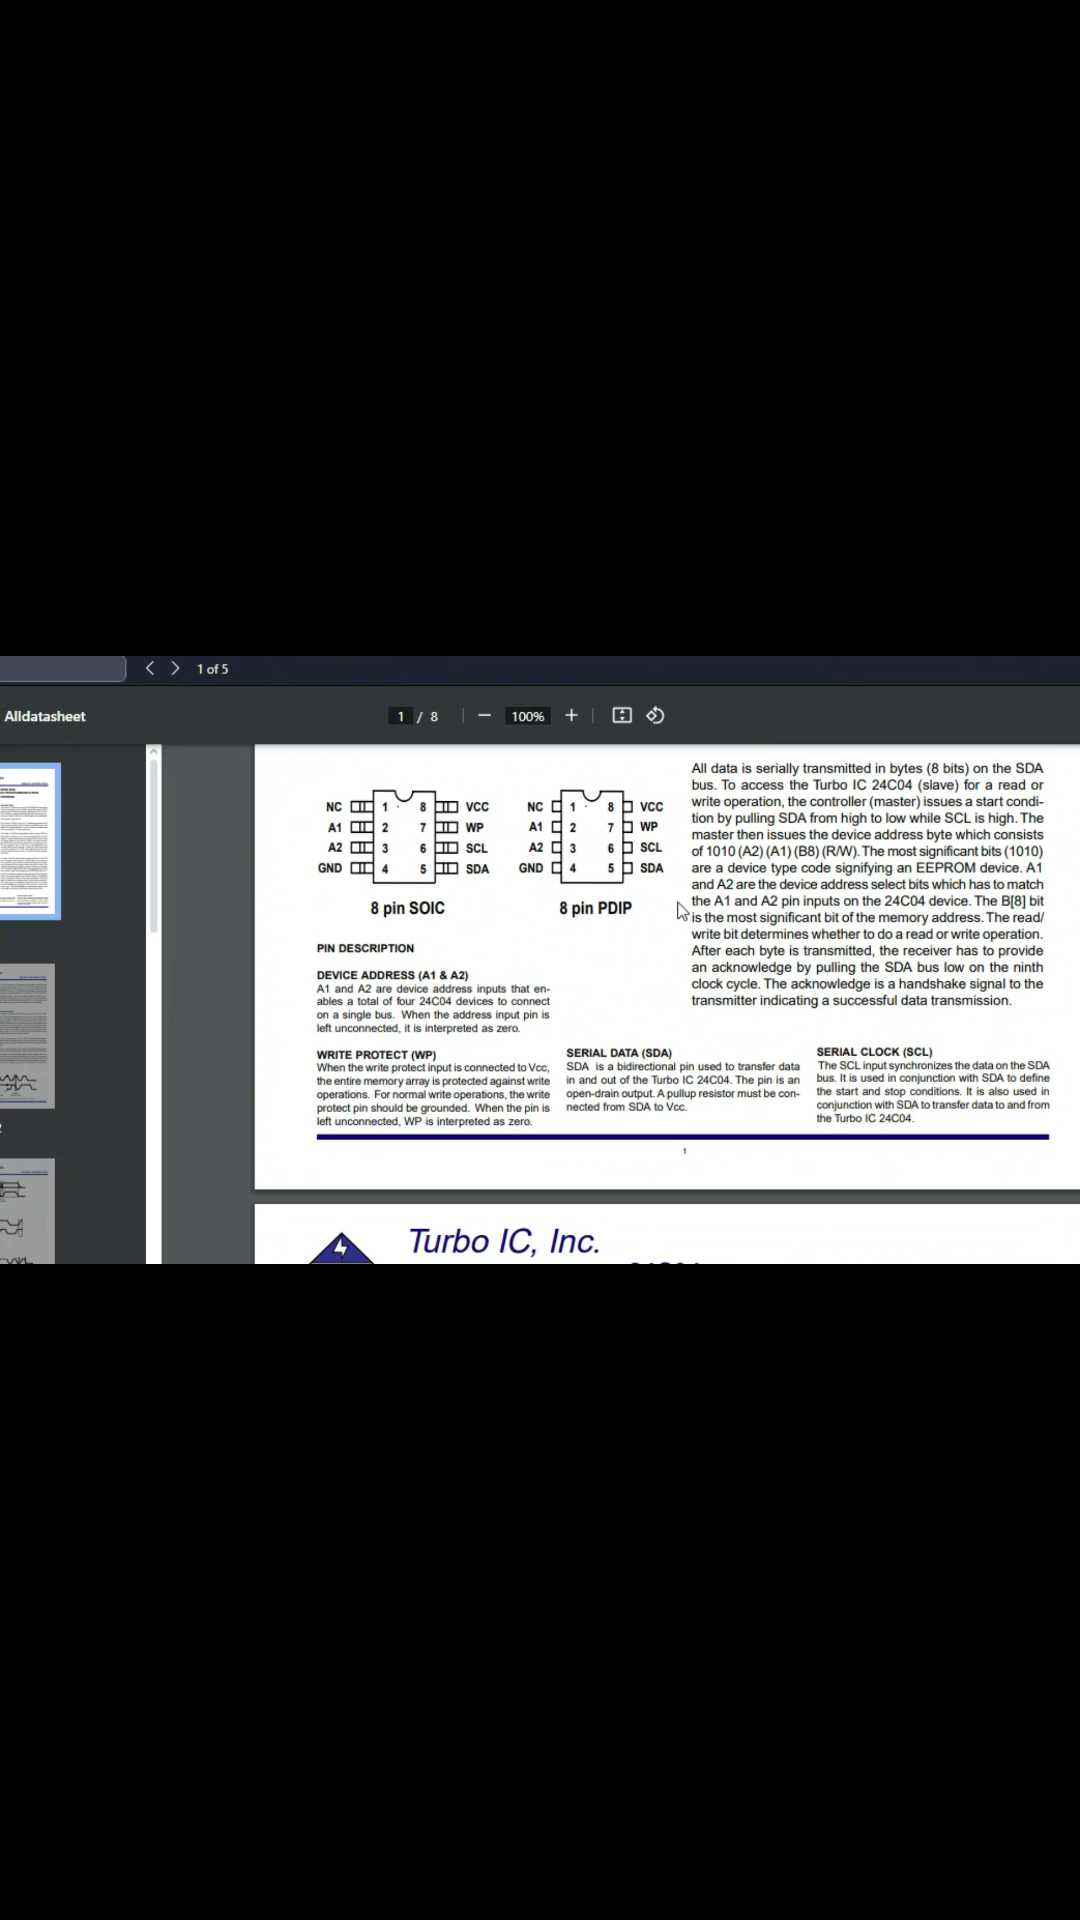 1 of 5
Alldatasheet
1 / 8
100%
NC 1 8 VCC
A1 2 7 WP
A2 3 6 SCL
GND 4 5 SDA
8 pin SOIC
NC 1 8 VCC
A1 2 7 WP
A2 3 6 SCL
GND 4 5 SDA
8 pin PDIP
PIN DESCRIPTION
DEVICE ADDRESS (A1 & A2)
A1 and A2 are device address inputs that en-
ables a total of four 24C04 devices to connect
on a single bus. When the address input pin is
left unconnected, it is interpreted as zero.
WRITE PROTECT (WP)
When the write protect input is connected to Vcc,
the entire memory array is protected against write
operations. For normal write operations, the write
protect pin should be grounded. When the pin is
left unconnected, WP is interpreted as zero.
SERIAL DATA (SDA)
SDA is a bidirectional pin used to transfer data
in and out of the Turbo IC 24C04. The pin is an
open-drain output. A pullup resistor must be con-
nected from SDA to Vcc.
All data is serially transmitted in bytes (8 bits) on the SDA
bus. To access the Turbo IC 24C04 (slave) for a read or
write operation, the controller (master) issues a start condi-
tion by pulling SDA from high to low while SCL is high. The
master then issues the device address byte which consists
of 1010 (A2) (A1) (B8) (R/W). The most significant bits (1010)
are a device type code signifying an EEPROM device. A1
and A2 are the device address select bits which has to match
the A1 and A2 pin inputs on the 24C04 device. The B[8] bit
is the most significant bit of the memory address. The read/
write bit determines whether to do a read or write operation.
After each byte is transmitted, the receiver has to provide
an acknowledge by pulling the SDA bus low on the ninth
clock cycle. The acknowledge is a handshake signal to the
transmitter indicating a successful data transmission.
SERIAL CLOCK (SCL)
The SCL input synchronizes the data on the SDA
bus. It is used in conjunction with SDA to define
the start and stop conditions. It is also used in
conjunction with SDA to transfer data to and from
the Turbo IC 24C04.
1
Turbo IC, Inc.